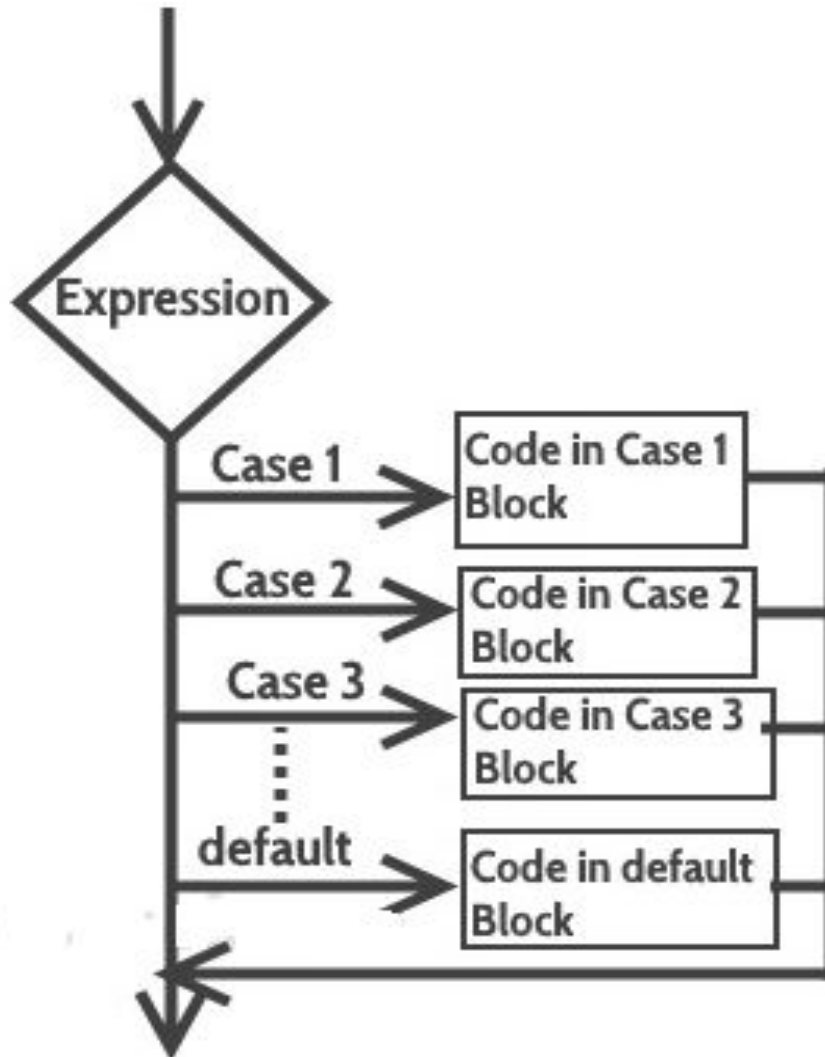 Expression
Case 1
Code in Case 1
Block
Case 2
Code in Case 2
Block
Case 3
Code in Case 3
Block
default
Code in default
Block